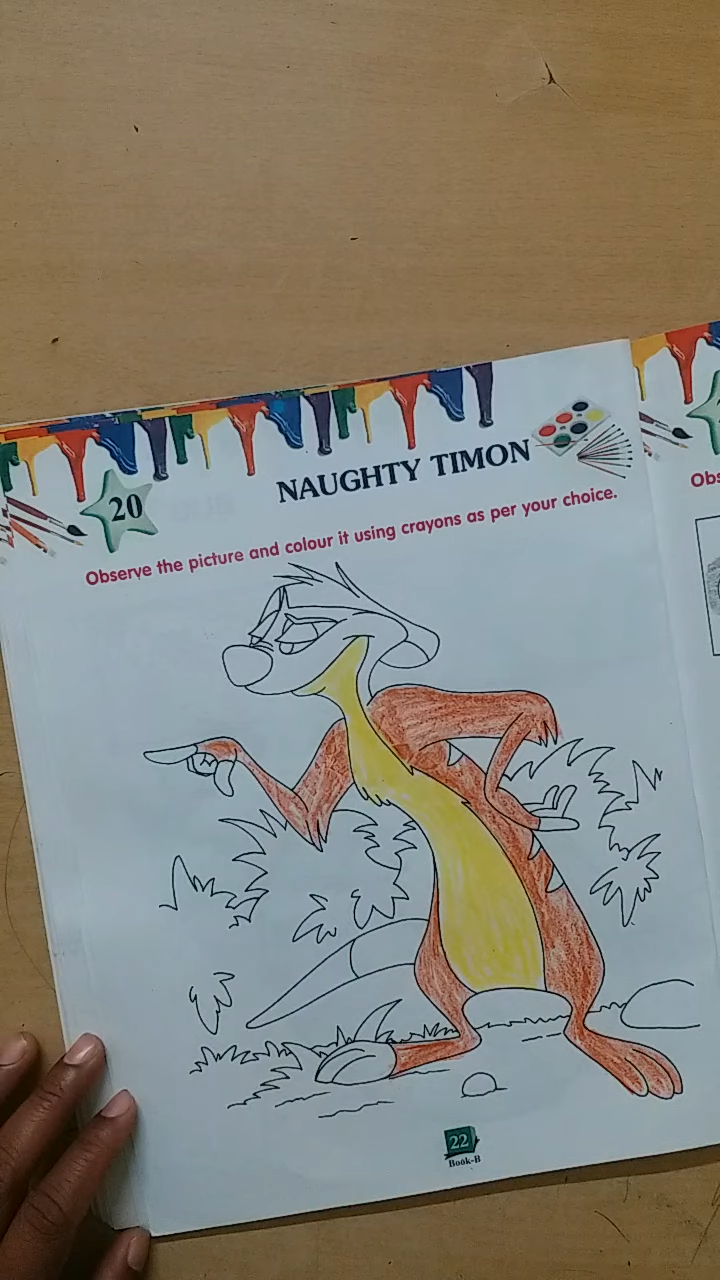 NAUGHTY TIMON
20
Observe the picture and colour it using crayons as per your choice.
Obs
22
Book-B